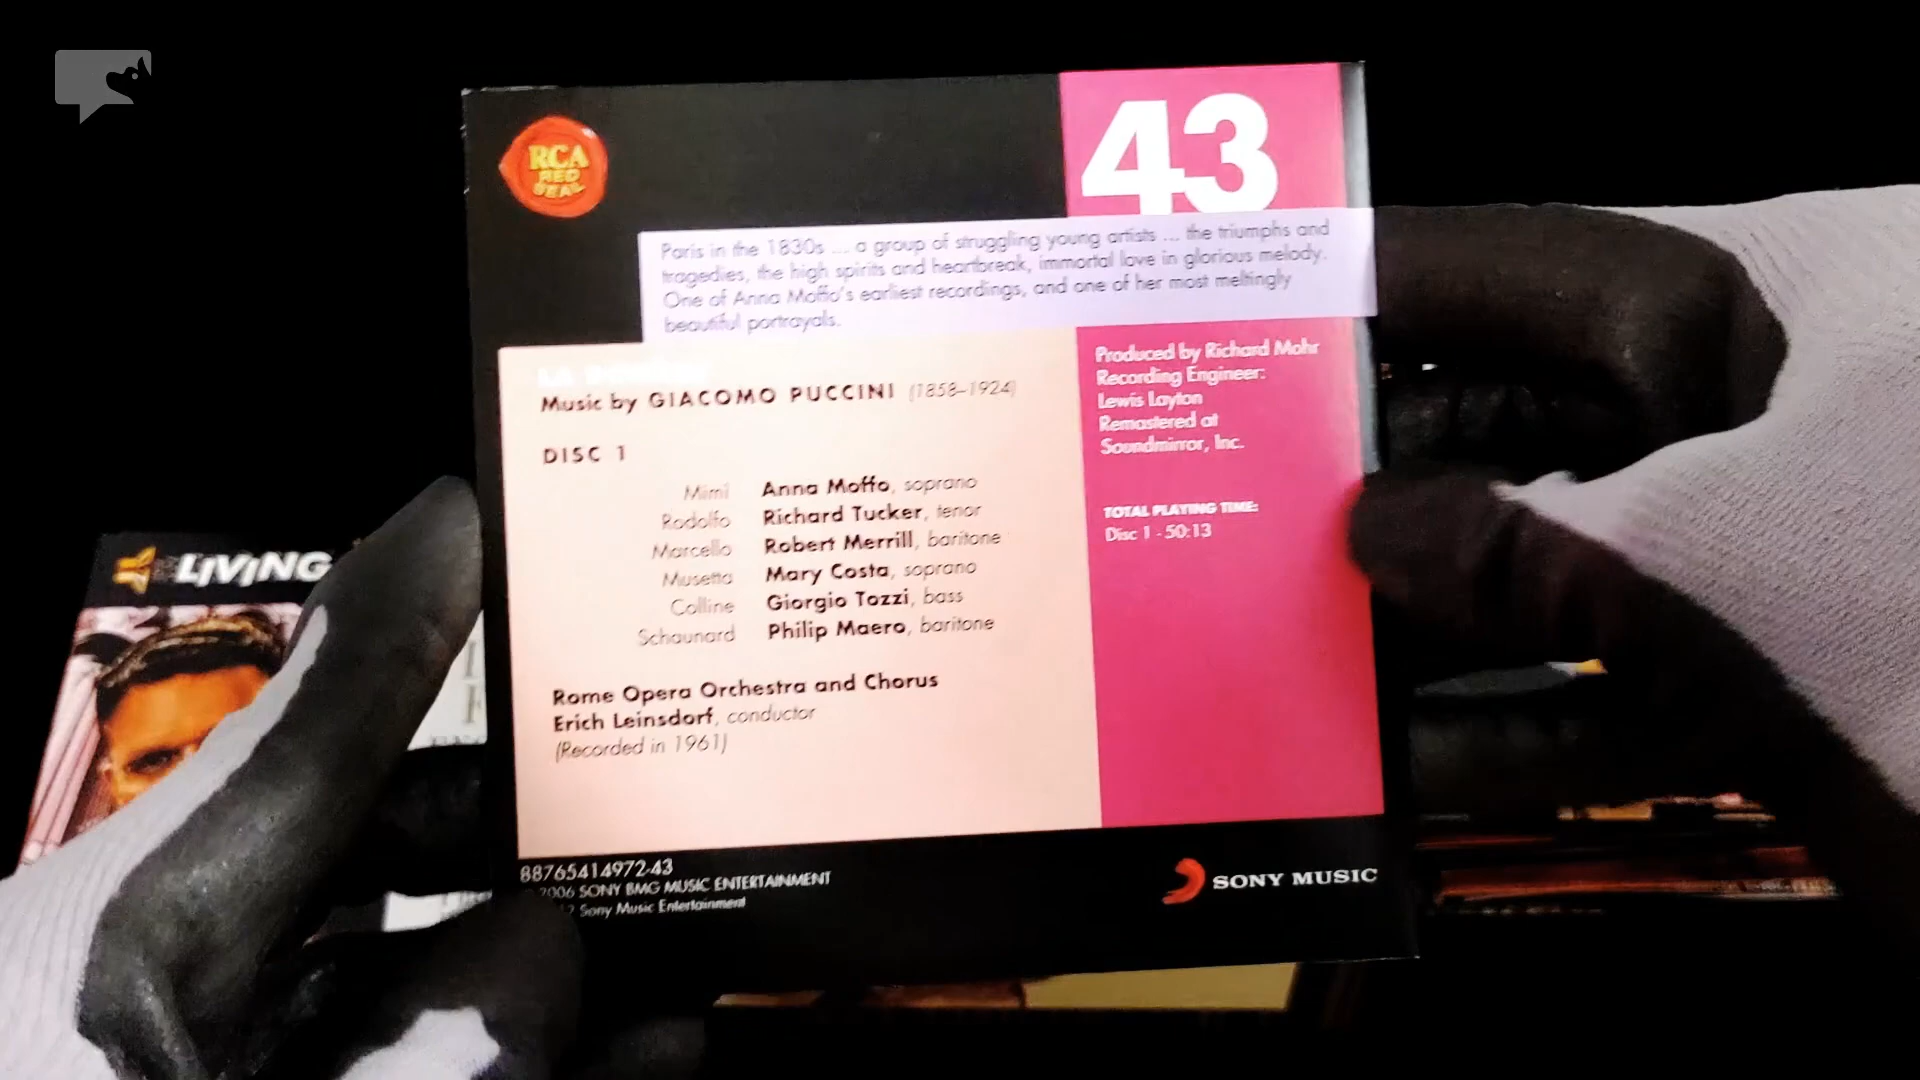 RCA
RED
SEAL
43
Paris in the 1830s ... a group of struggling young artists ... the triumphs and
tragedies, the high spirits and heartbreak, immortal love in glorious melody.
One of Anna Moffo's earliest recordings, and one of her most meltingly
beautiful portrayals.
Music by GIACOMO PUCCINI (1858–1924)
DISC 1
Mimì Anna Moffo, soprano
Rodolfo Richard Tucker, tenor
Marcello Robert Merrill, baritone
Musetta Mary Costa, soprano
Colline Giorgio Tozzi, bass
Schaunard Philip Maero, baritone
Rome Opera Orchestra and Chorus
Erich Leinsdorf, conductor
(Recorded in 1961)
Produced by Richard Mohr
Recording Engineer:
Lewis Layton
Remastered at
Soundmirror, Inc.
TOTAL PLAYING TIME:
Disc 1 - 50:13
88765414972-43
2006 SONY BMG MUSIC ENTERTAINMENT
Sony Music Entertainment
SONY MUSIC
LIVING